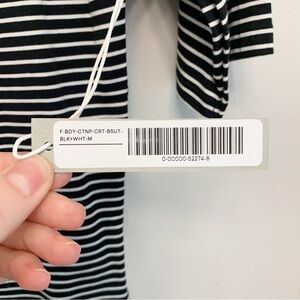 F-BDY-CTNP-CRT-BSUT-
BLK+WHT-M
0-00000-52274-8